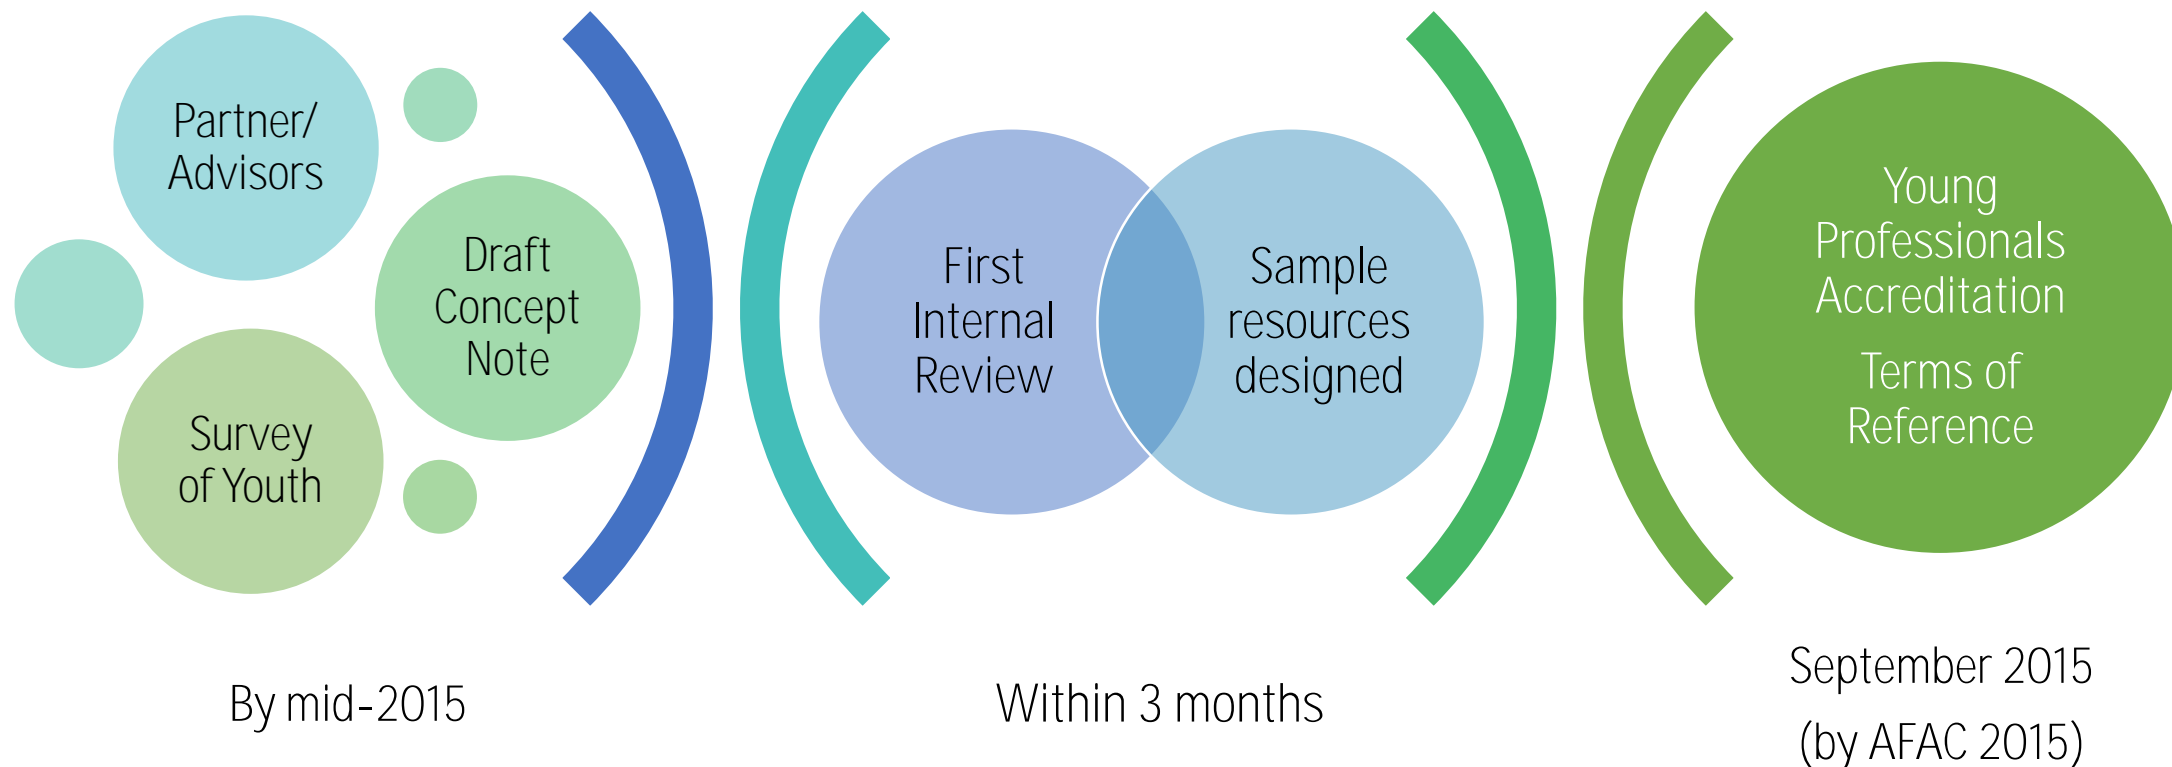 Partner/
Advisors
Draft
Concept
Note
Survey
of Youth
By mid-2015
First
Internal
Review
Sample
resources
designed
Within 3 months
Young
Professionals
Accreditation
Terms of
Reference
September 2015
(by AFAC 2015)